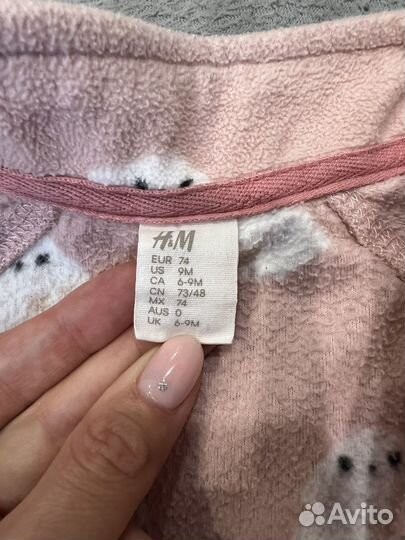 H&M
EUR 74
US 9M
CA 6-9M
CN 73/48
MX 74
AUS 0
UK 6-9M
Avito